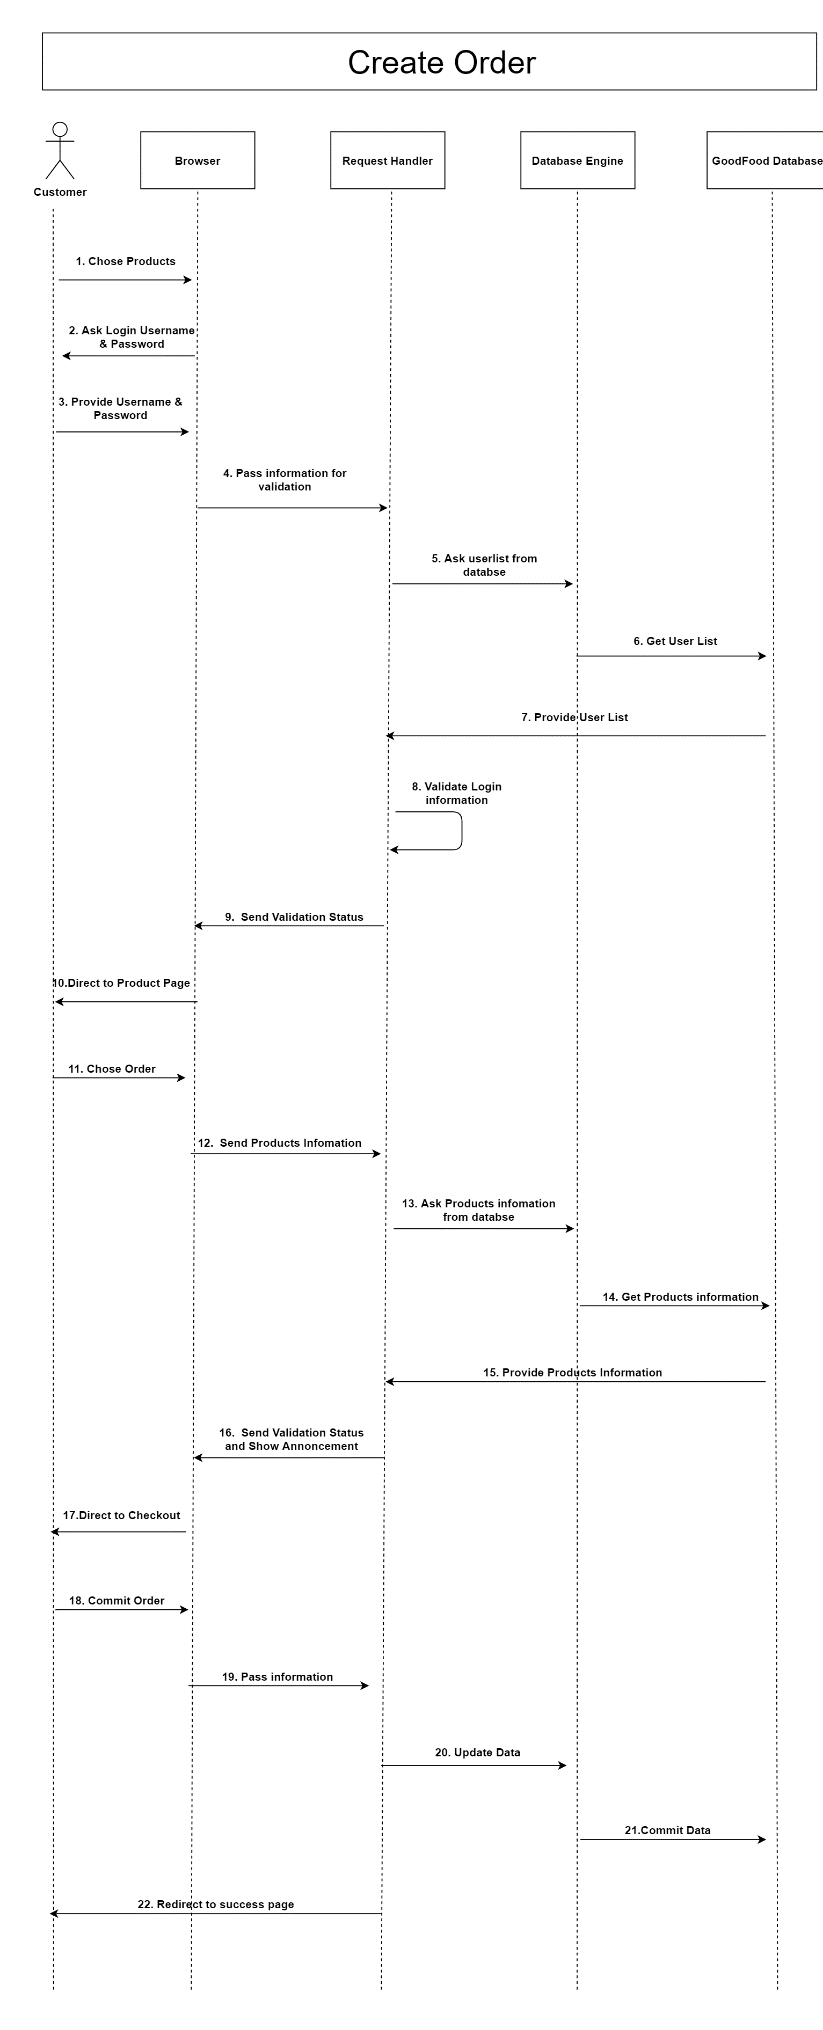 Create Order
Customer
Browser
Request Handler
Database Engine
GoodFood Database
1. Chose Products
2. Ask Login Username
& Password
3. Provide Username &
Password
4. Pass information for
validation
5. Ask userlist from
databse
6. Get User List
7. Provide User List
8. Validate Login
information
9.  Send Validation Status
10.Direct to Product Page
11. Chose Order
12.  Send Products Infomation
13. Ask Products infomation
from databse
14. Get Products information
15. Provide Products Information
16.  Send Validation Status
and Show Annoncement
17.Direct to Checkout
18. Commit Order
19. Pass information
20. Update Data
21.Commit Data
22. Redirect to success page